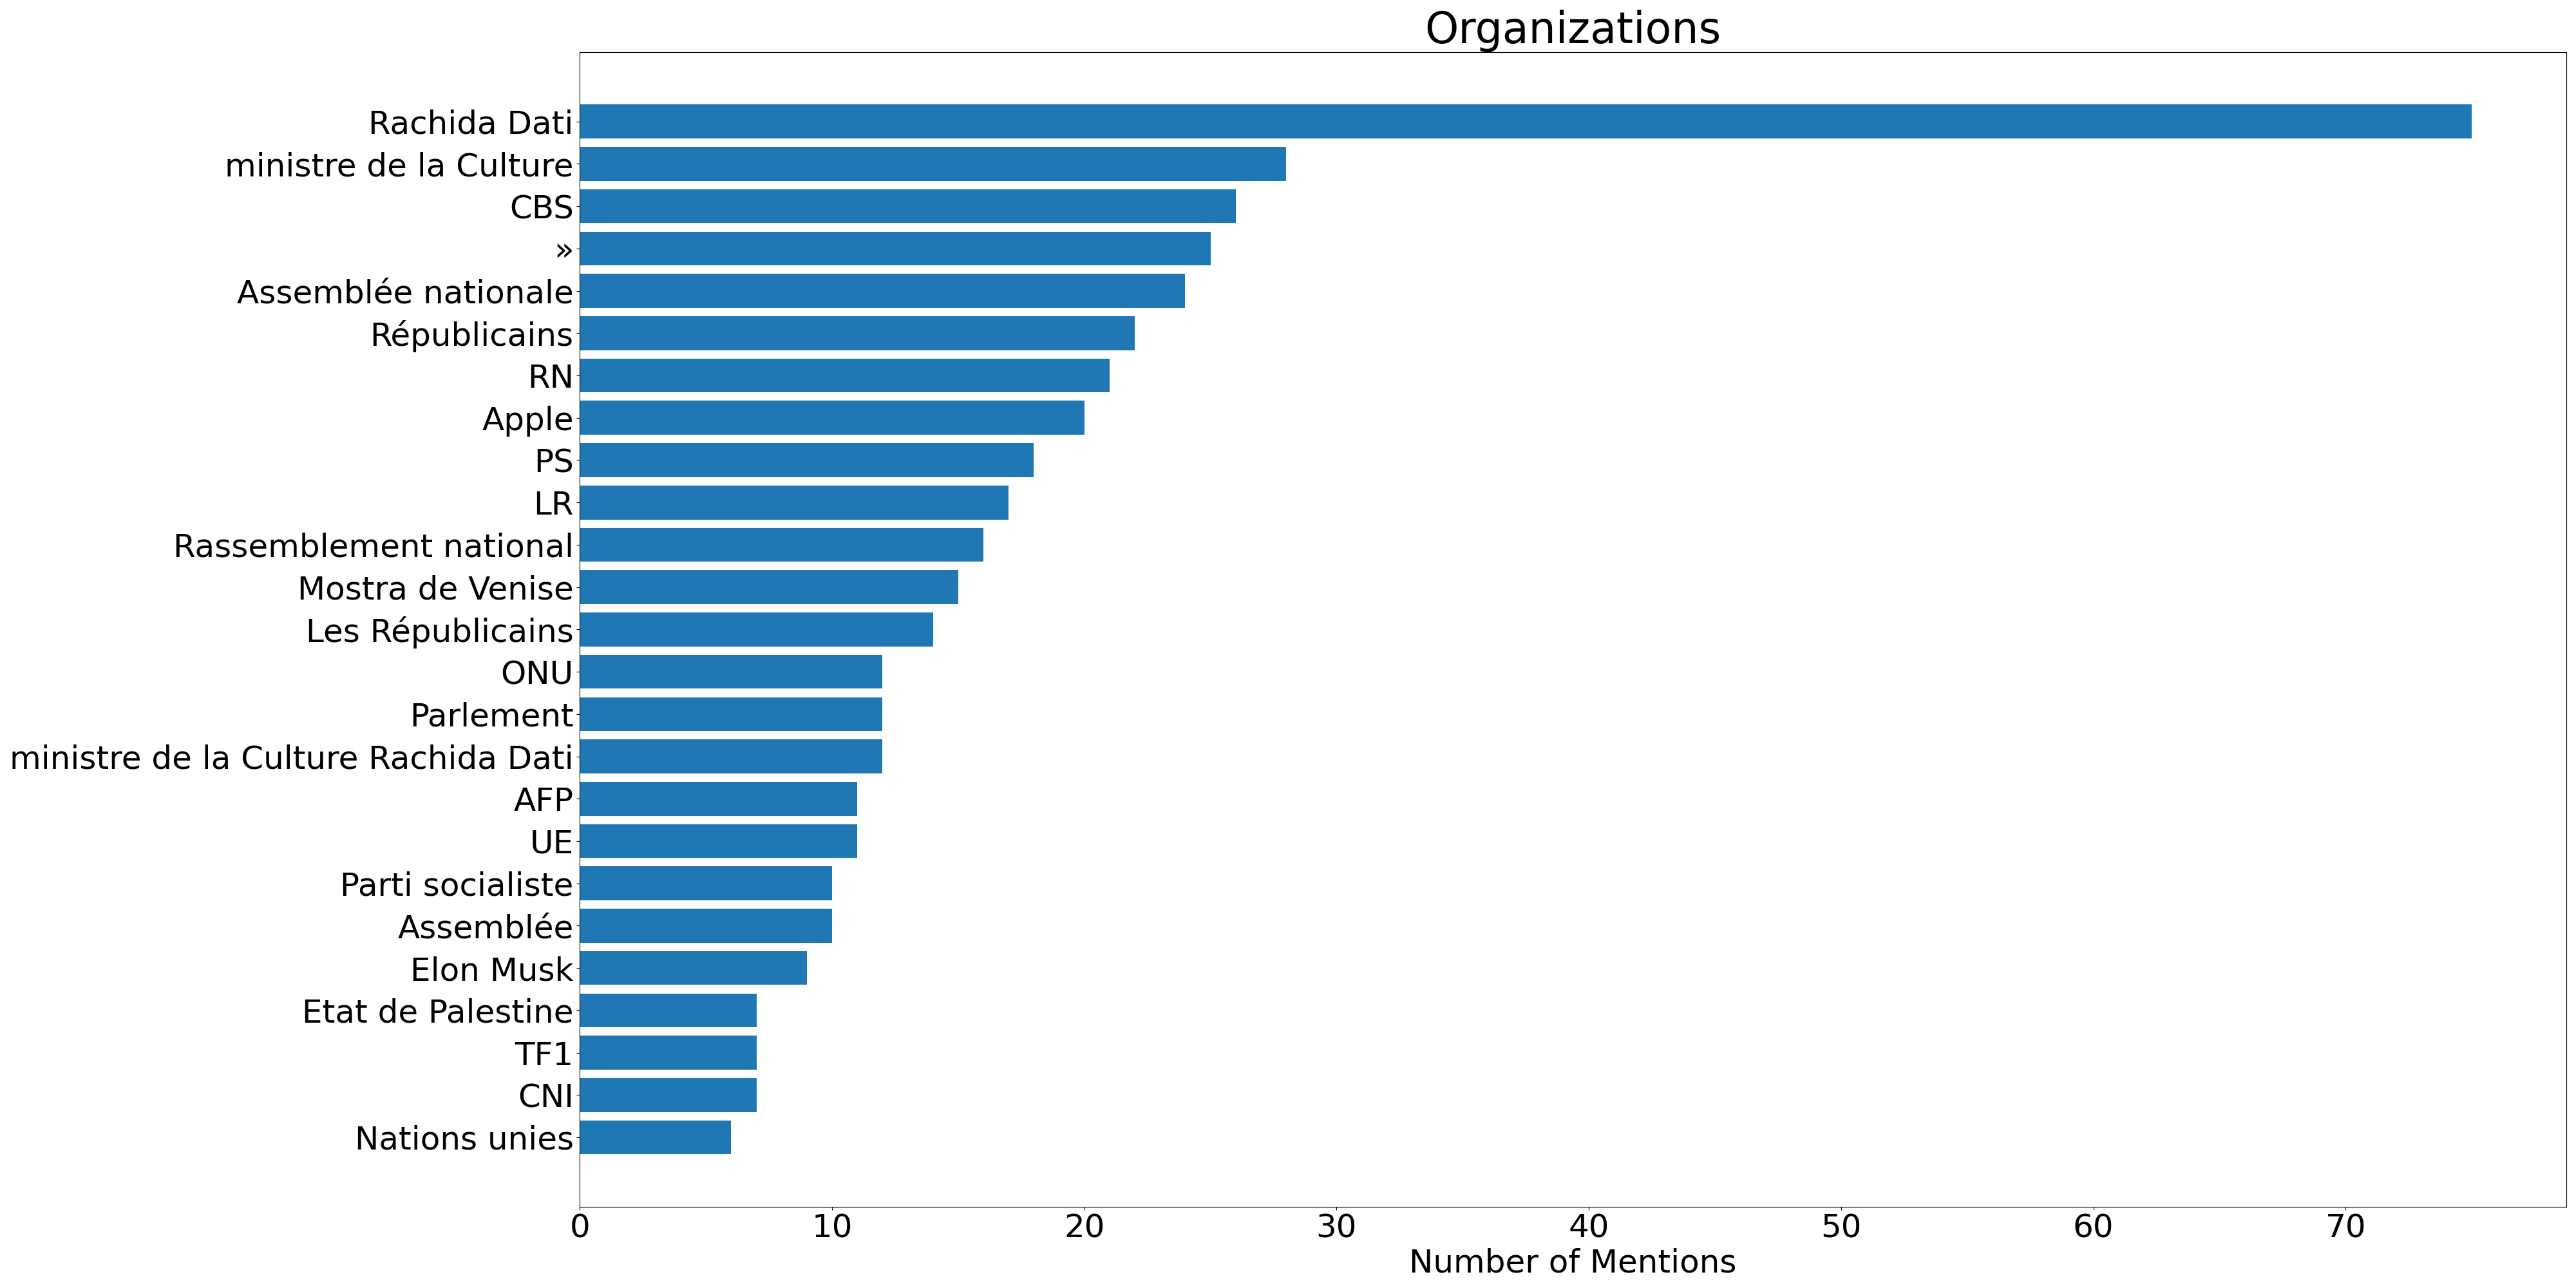 Organizations
Rachida Dati
ministre de la Culture
CBS
»
Assemblée nationale
Républicains
RN
Apple
PS
LR
Rassemblement national
Mostra de Venise
Les Républicains
ONU
Parlement
ministre de la Culture Rachida Dati
AFP
UE
Parti socialiste
Assemblée
Elon Musk
Etat de Palestine
TF1
CNI
Nations unies
0 10 20 30 40 50 60 70
Number of Mentions